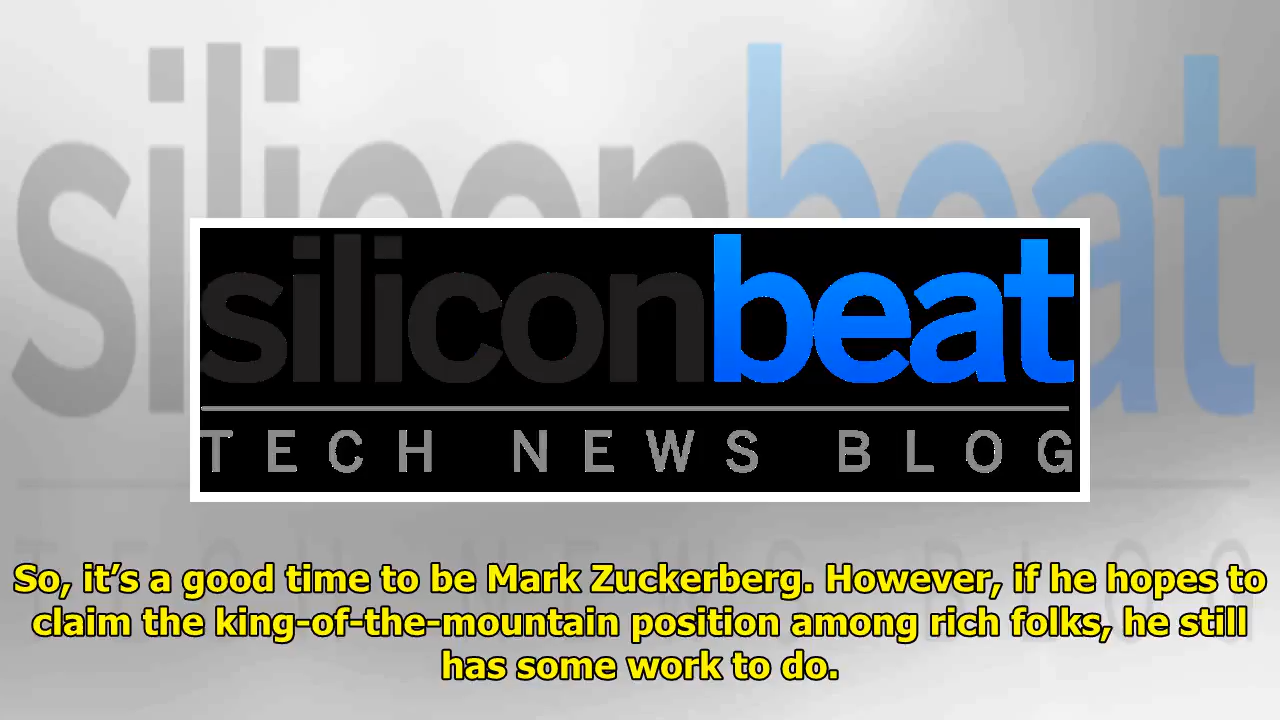 siliconbeat
TECH NEWS BLOG
So, it’s a good time to be Mark Zuckerberg. However, if he hopes to
claim the king-of-the-mountain position among rich folks, he still
has some work to do.